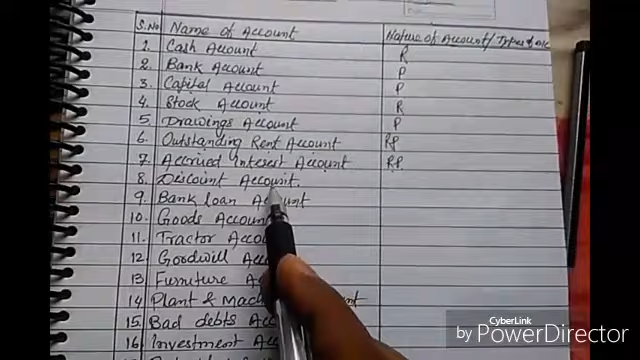 S.No Name of Account Nature of Account/Types of A/c
1. Cash Account R
2. Bank Account P
3. Capital Account P
4. Stock Account R
5. Drawings Account P
6. Outstanding Rent Account RP
7. Accrued Interest Account RP
8. Discount Account.
9. Bank loan Account
10. Goods Account
11. Tractor Acco
12. Goodwill Acc
13 Furniture A
14 Plant & Mach unt
15. Bad debts Acc
16. Investment Acc
CyberLink
by PowerDirector